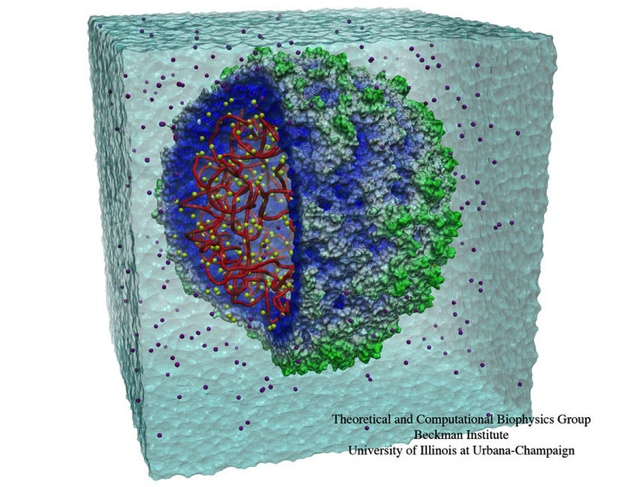 Theoretical and Computational Biophysics Group
Beckman Institute
University of Illinois at Urbana-Champaign